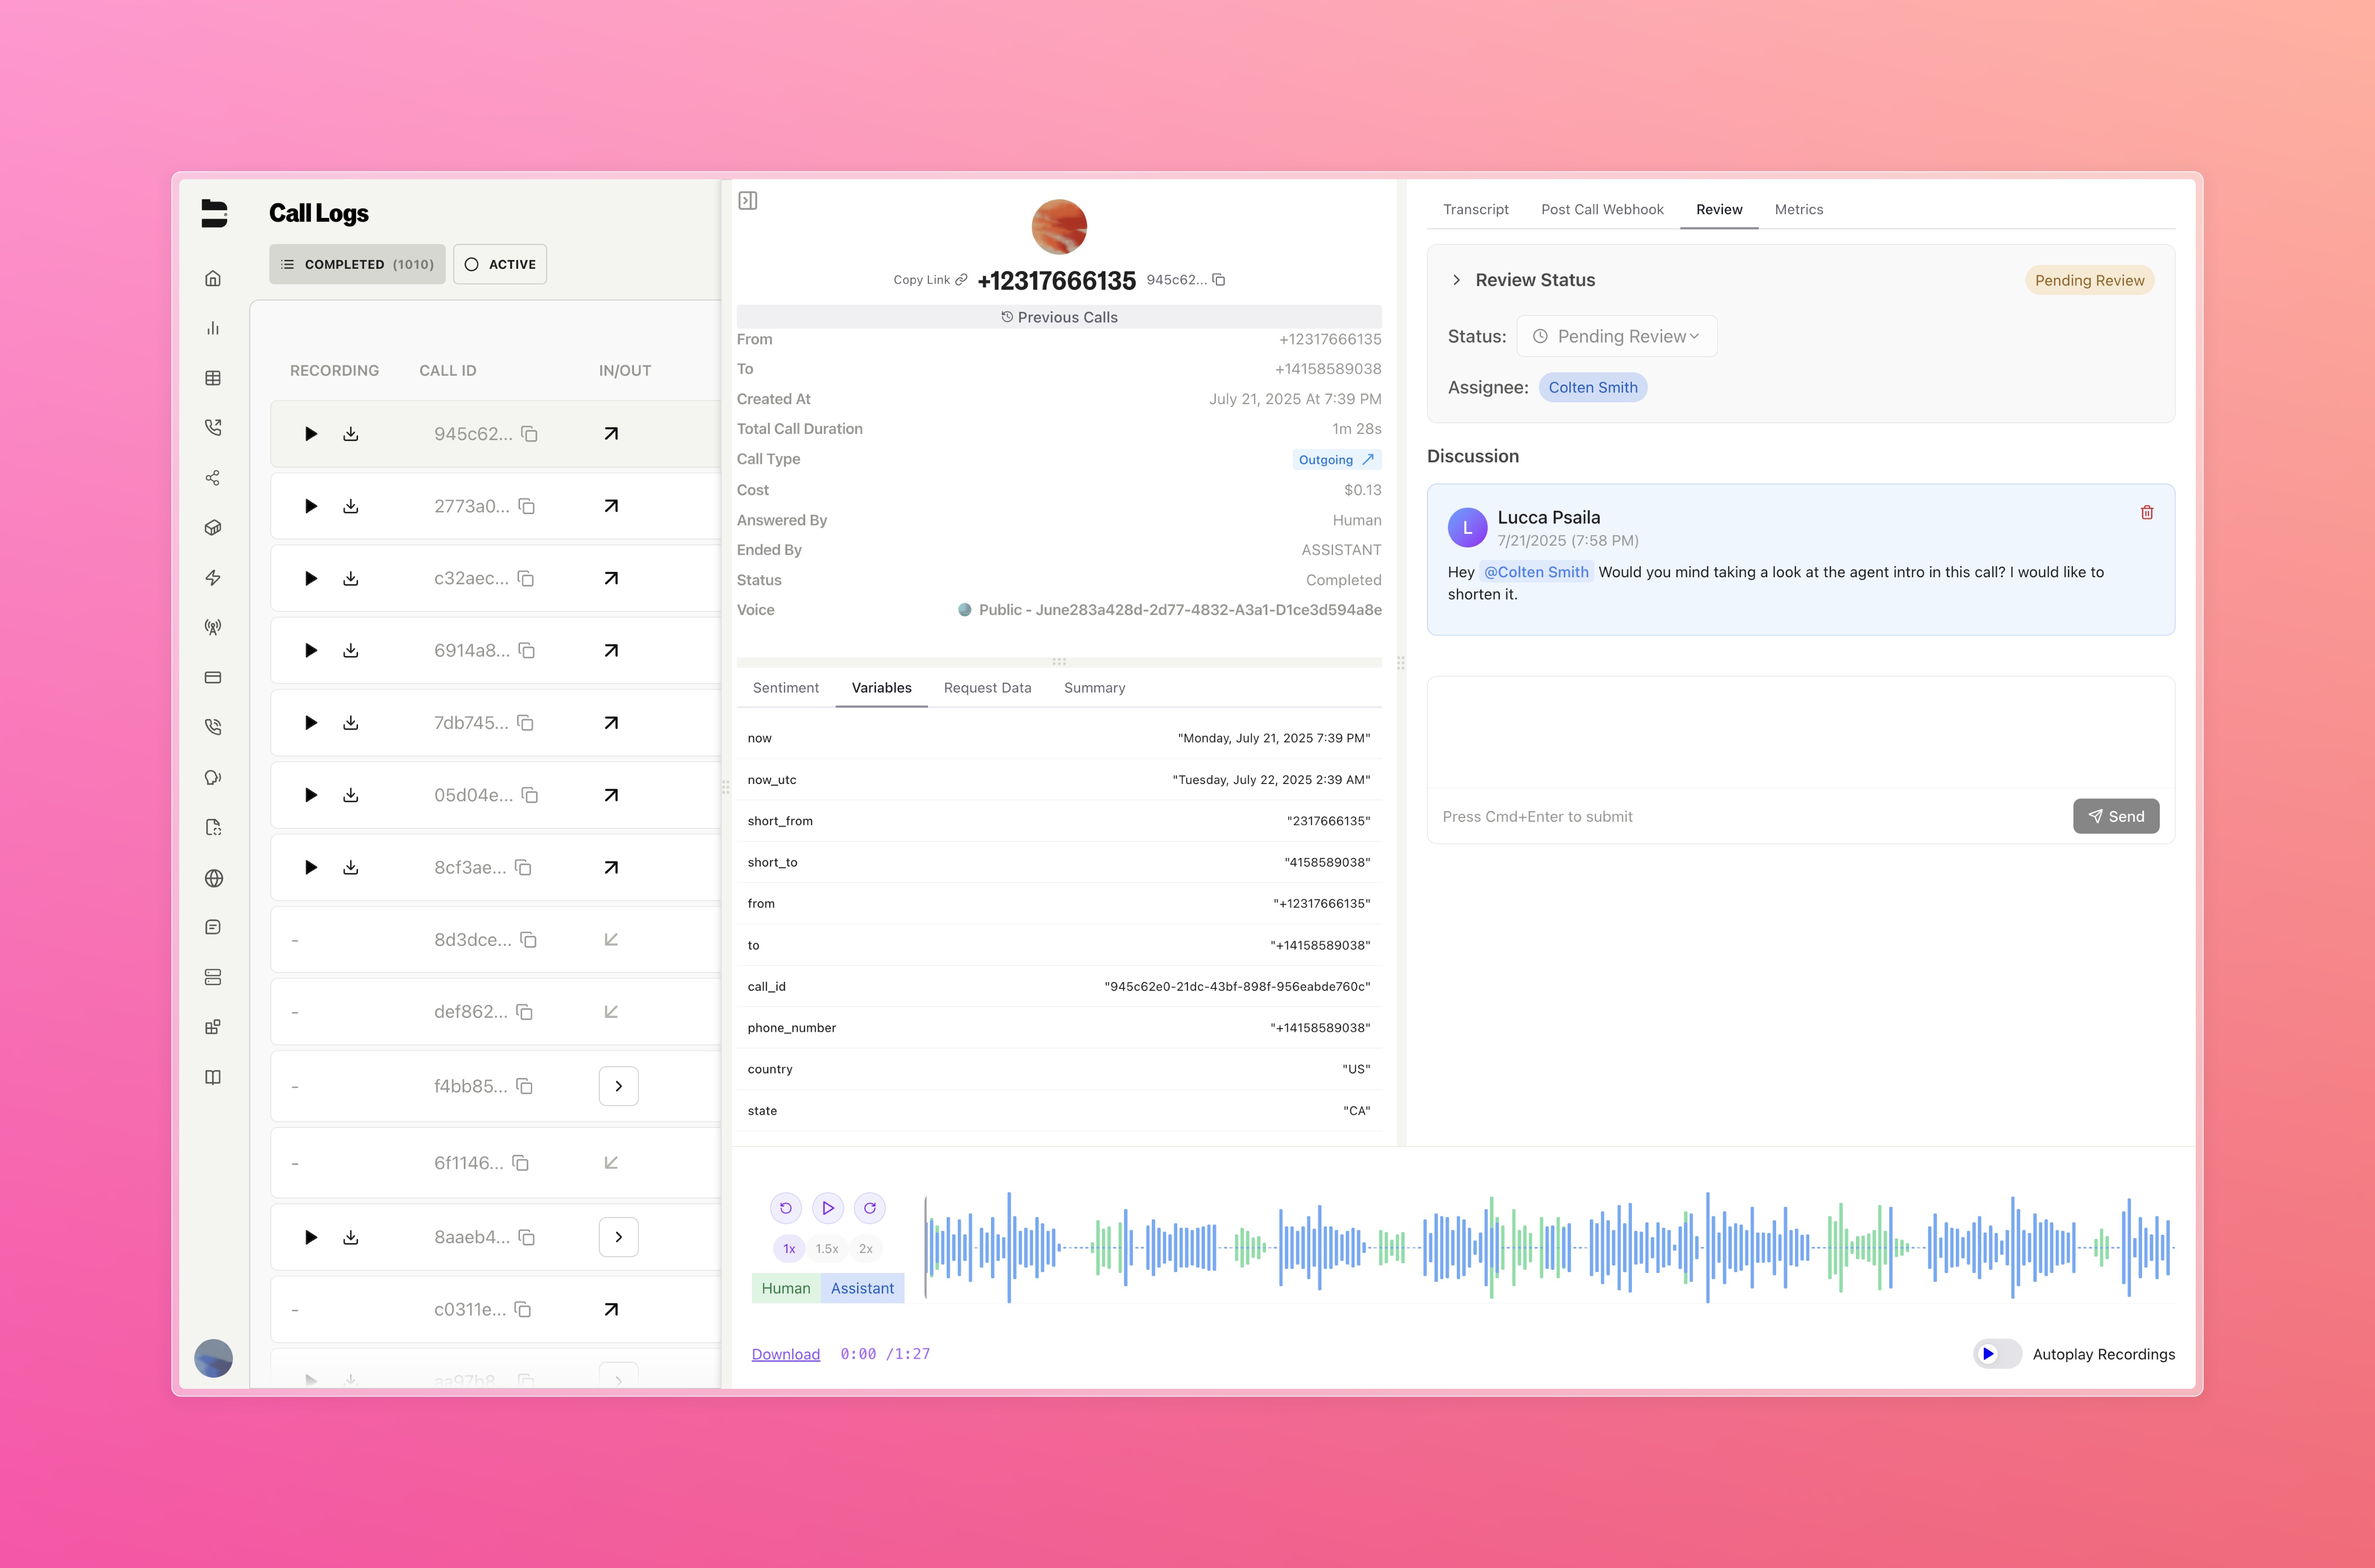 Call Logs
COMPLETED (1010)
ACTIVE
RECORDING CALL ID IN/OUT
945c62...
2773a0...
c32aec...
6914a8...
7db745...
05d04e...
8cf3ae...
- 8d3dce...
- def862...
- f4bb85...
- 6f1146...
8aaeb4...
- c0311e...
aa97b8...
Copy Link +12317666135 945c62...
Previous Calls
From +12317666135
To +14158589038
Created At July 21, 2025 At 7:39 PM
Total Call Duration 1m 28s
Call Type Outgoing
Cost $0.13
Answered By Human
Ended By ASSISTANT
Status Completed
Voice Public - June283a428d-2d77-4832-A3a1-D1ce3d594a8e
Sentiment Variables Request Data Summary
now "Monday, July 21, 2025 7:39 PM"
now_utc "Tuesday, July 22, 2025 2:39 AM"
short_from "2317666135"
short_to "4158589038"
from "+12317666135"
to "+14158589038"
call_id "945c62e0-21dc-43bf-898f-956eabde760c"
phone_number "+14158589038"
country "US"
state "CA"
Transcript Post Call Webhook Review Metrics
Review Status Pending Review
Status: Pending Review
Assignee: Colten Smith
Discussion
L
Lucca Psaila
7/21/2025 (7:58 PM)
Hey @Colten Smith Would you mind taking a look at the agent intro in this call? I would like to
shorten it.
Press Cmd+Enter to submit Send
1x 1.5x 2x
Human Assistant
Download 0:00 /1:27
Autoplay Recordings